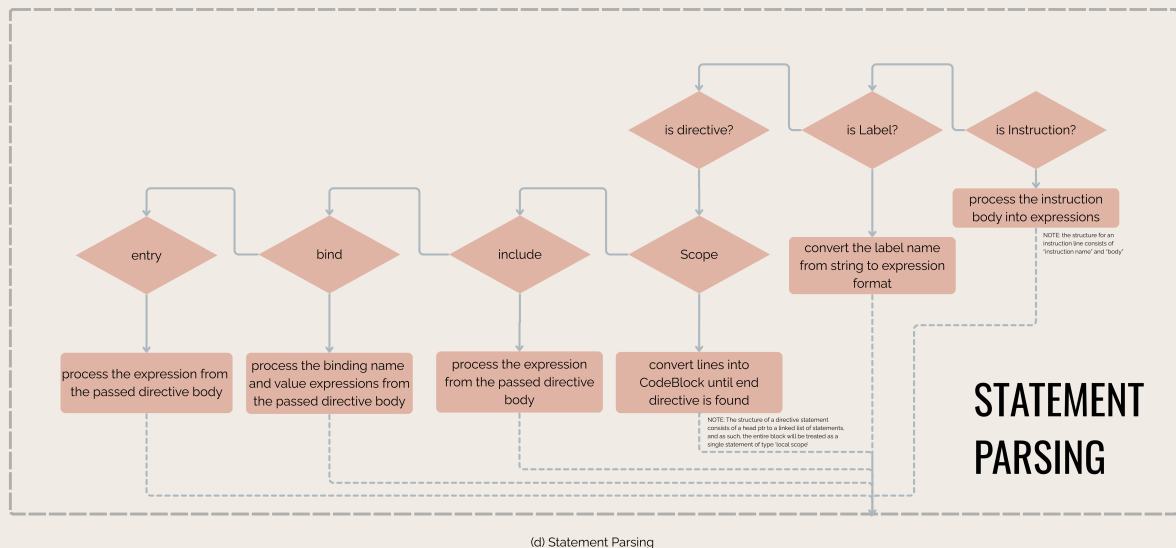 is directive?
is Label?
is Instruction?
process the instruction
body into expressions
NOTE: the structure for an
instruction line consists of
"instruction name" and "body"
convert the label name
from string to expression
format
entry
bind
include
Scope
process the expression from
the passed directive body
process the binding name
and value expressions from
the passed directive body
process the expression
from the passed directive
body
convert lines into
CodeBlock until end
directive is found
NOTE: The structure of a directive statement
consists of a head ptr to a linked list of statements,
and as such, the entire block will be treated as a
single statement of type 'local scope'
STATEMENT
PARSING
(d) Statement Parsing